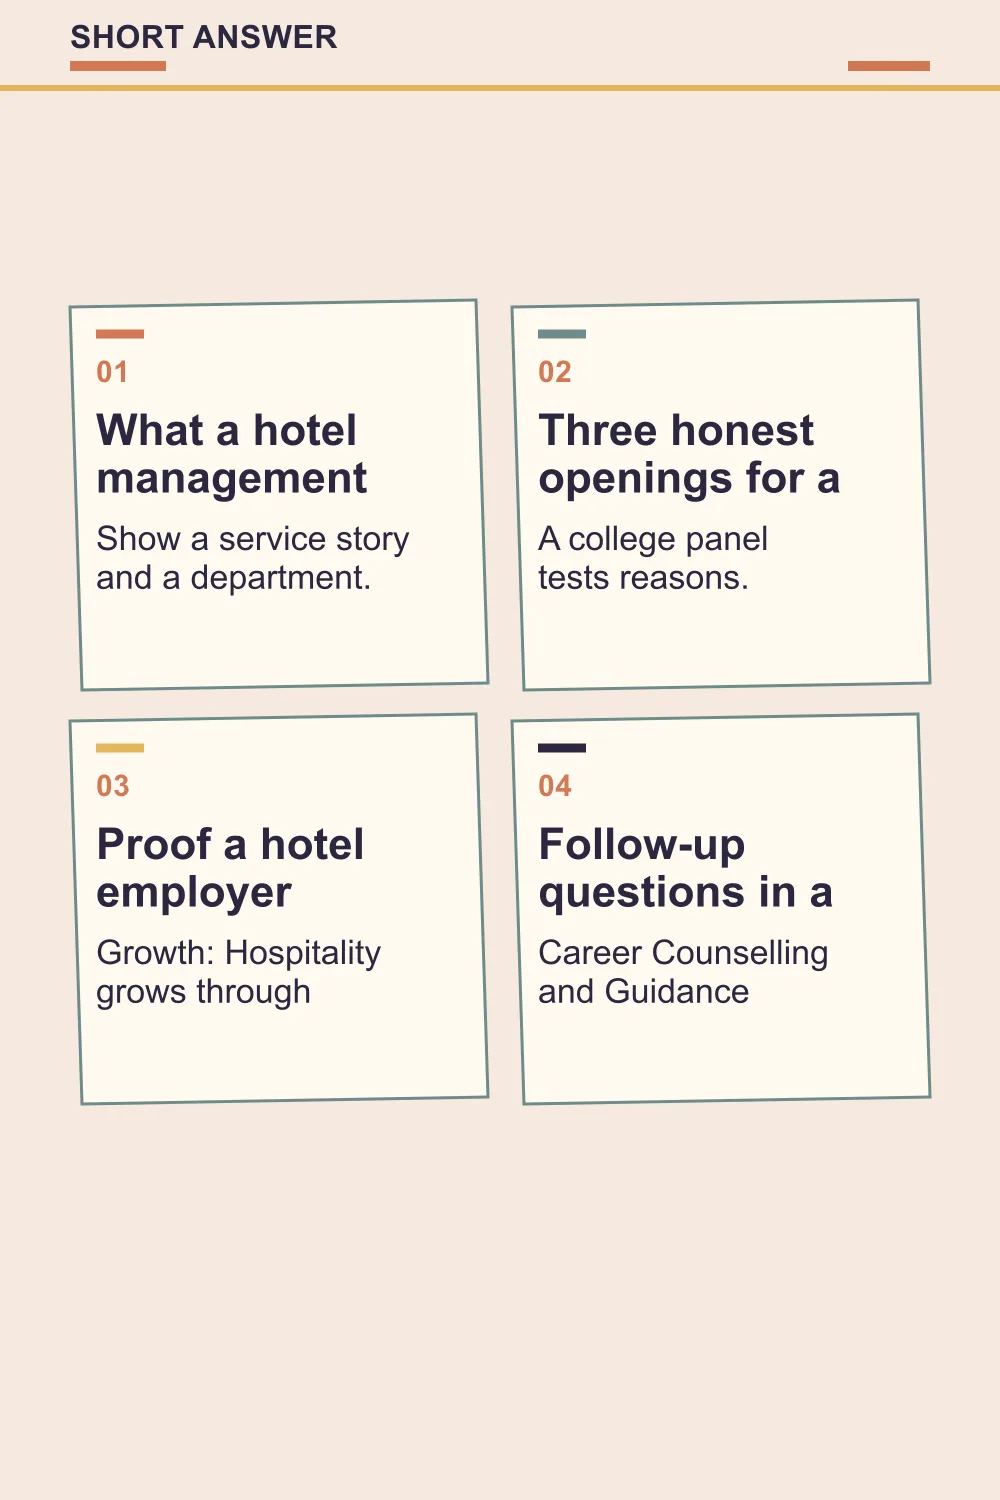 SHORT ANSWER
01
What a hotel
management
Show a service story
and a department.
02
Three honest
openings for a
A college panel
tests reasons.
03
Proof a hotel
employer
Growth: Hospitality
grows through
04
Follow-up
questions in a
Career Counselling
and Guidance